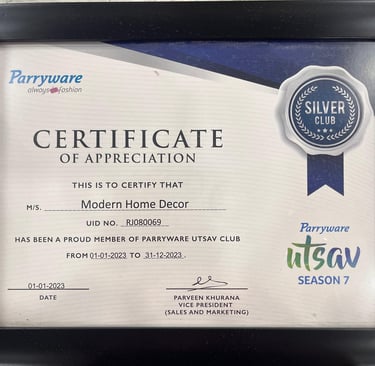 Parryware
always in fashion
SILVER
CLUB
CERTIFICATE
OF APPRECIATION
THIS IS TO CERTIFY THAT
M/S. Modern Home Decor
UID NO. RJ080069
HAS BEEN A PROUD MEMBER OF PARRYWARE UTSAV CLUB
FROM 01-01-2023 TO 31-12-2023.
Parryware
utsav
SEASON 7
01-01-2023
DATE
PARVEEN KHURANA
VICE PRESIDENT
(SALES AND MARKETING)